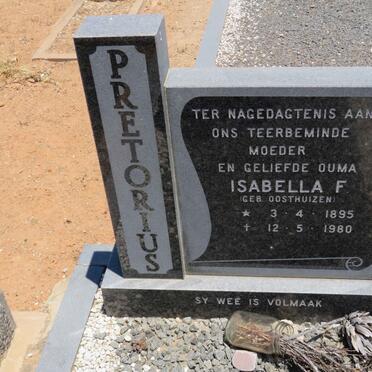 PRETORIUS
TER NAGEDAGTENIS AAN
ONS TEERBEMINDE
MOEDER
EN GELIEFDE OUMA
ISABELLA F
(GEB. OOSTHUIZEN)
★ 3-4-1895
✝ 12-5-1980
SY WEE IS VOLMAAK